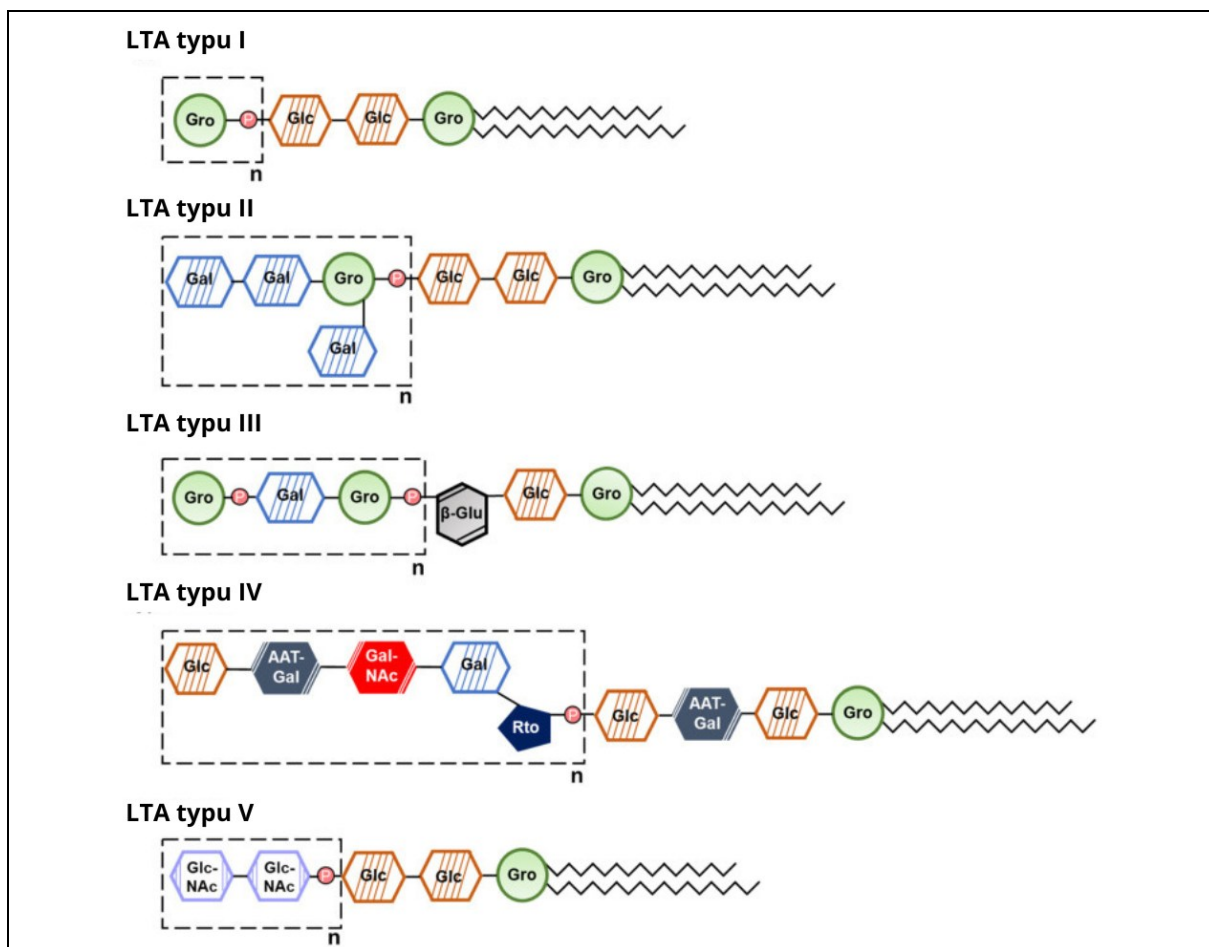 LTA typu I
Gro P Glc Glc Gro
n
LTA typu II
Gal Gal Gro P Glc Glc Gro
Gal
n
LTA typu III
Gro P Gal Gro P β-Glu Glc Gro
n
LTA typu IV
Glc AAT-Gal Gal-NAc Gal
Rto P Glc AAT-Gal Glc Gro
n
LTA typu V
Glc-NAc Glc-NAc P Glc Glc Gro
n